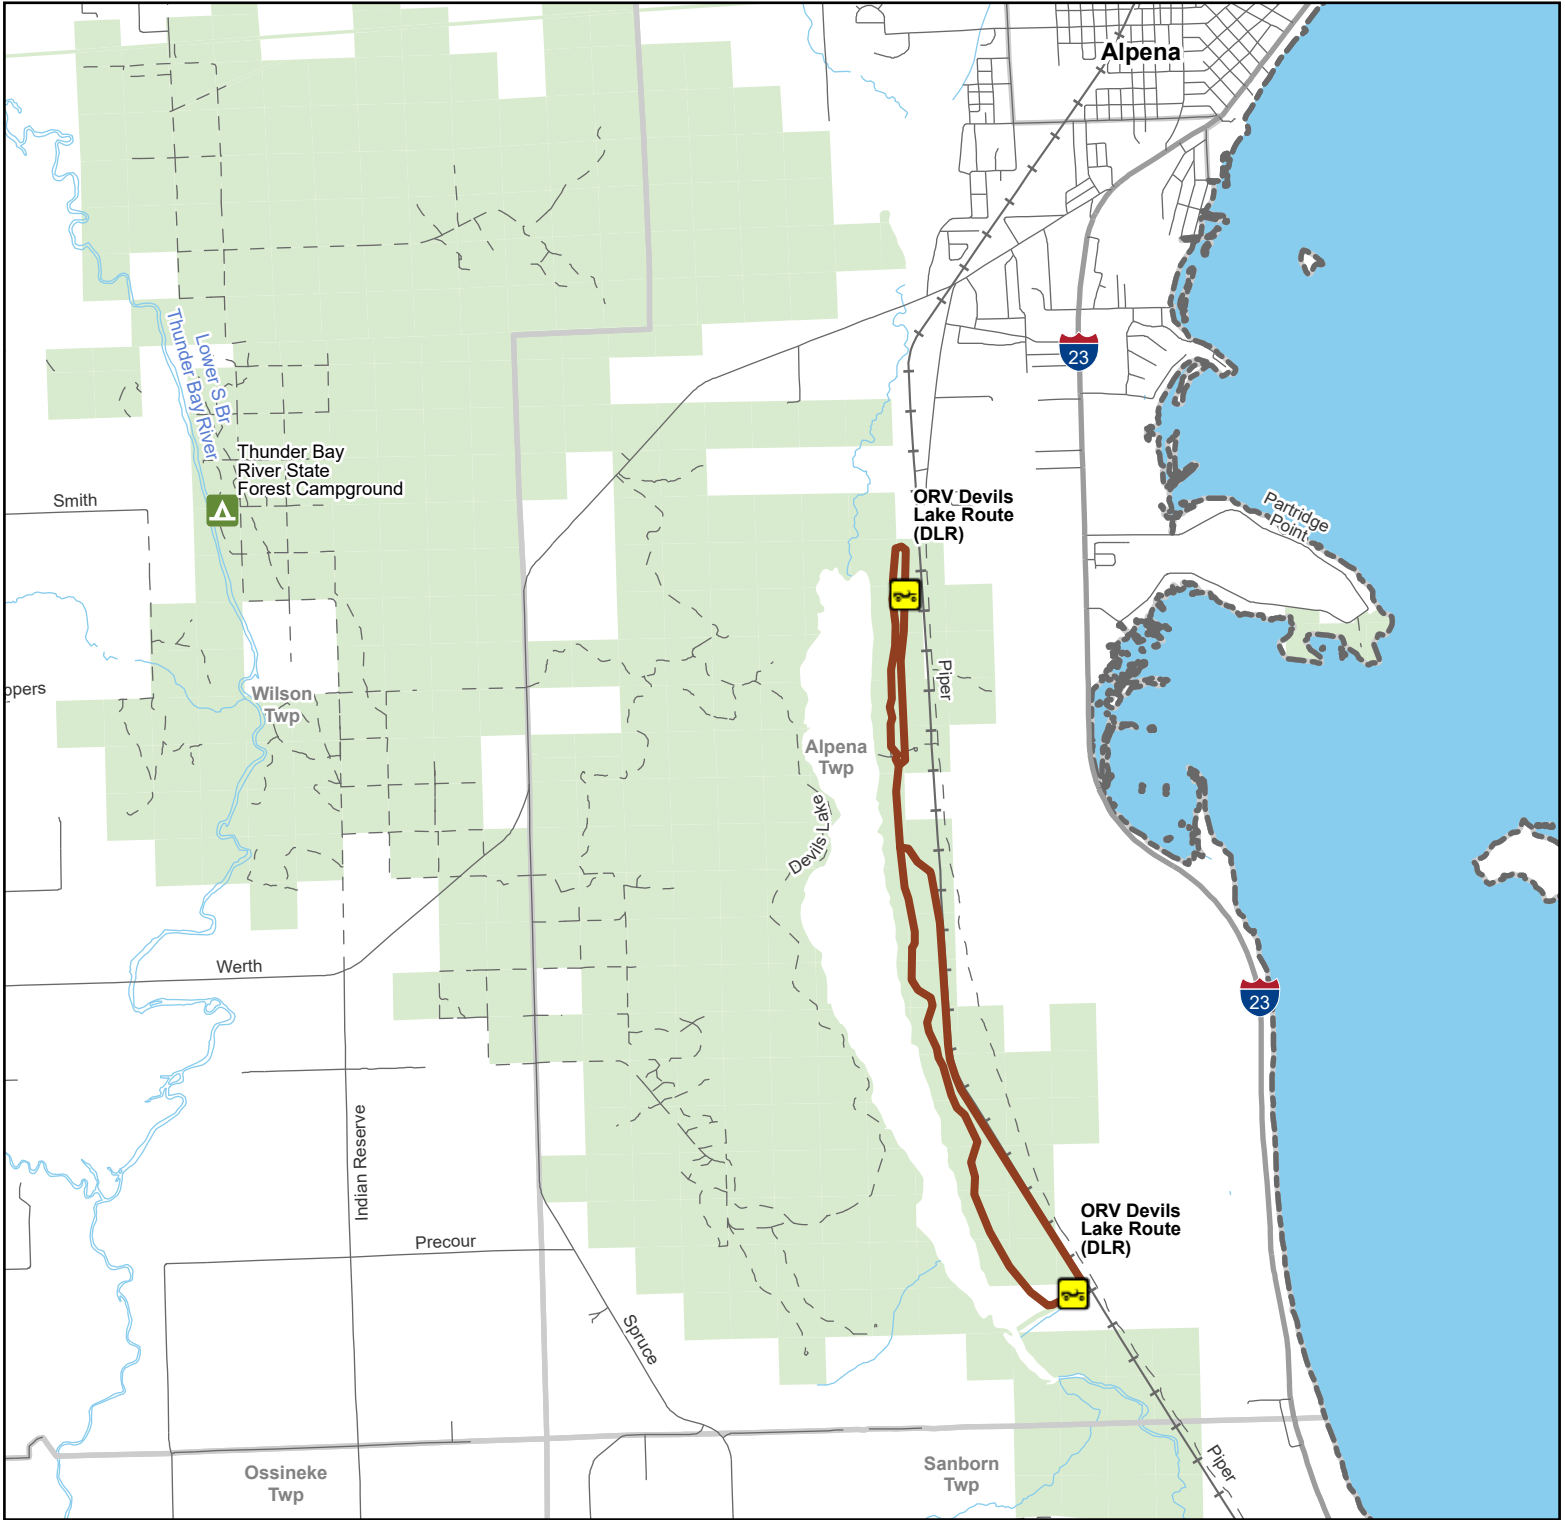 Alpena
23
Lower S Br
Thunder Bay River
Thunder Bay
River State
Forest Campground
Smith
ORV Devils
Lake Route
(DLR)
Partridge
Point
Piper
Wilson
Twp
Alpena
Twp
Devils Lake
Werth
23
Indian Reserve
ORV Devils
Lake Route
(DLR)
Precour
Spruce
Piper
Ossineke
Twp
Sanborn
Twp